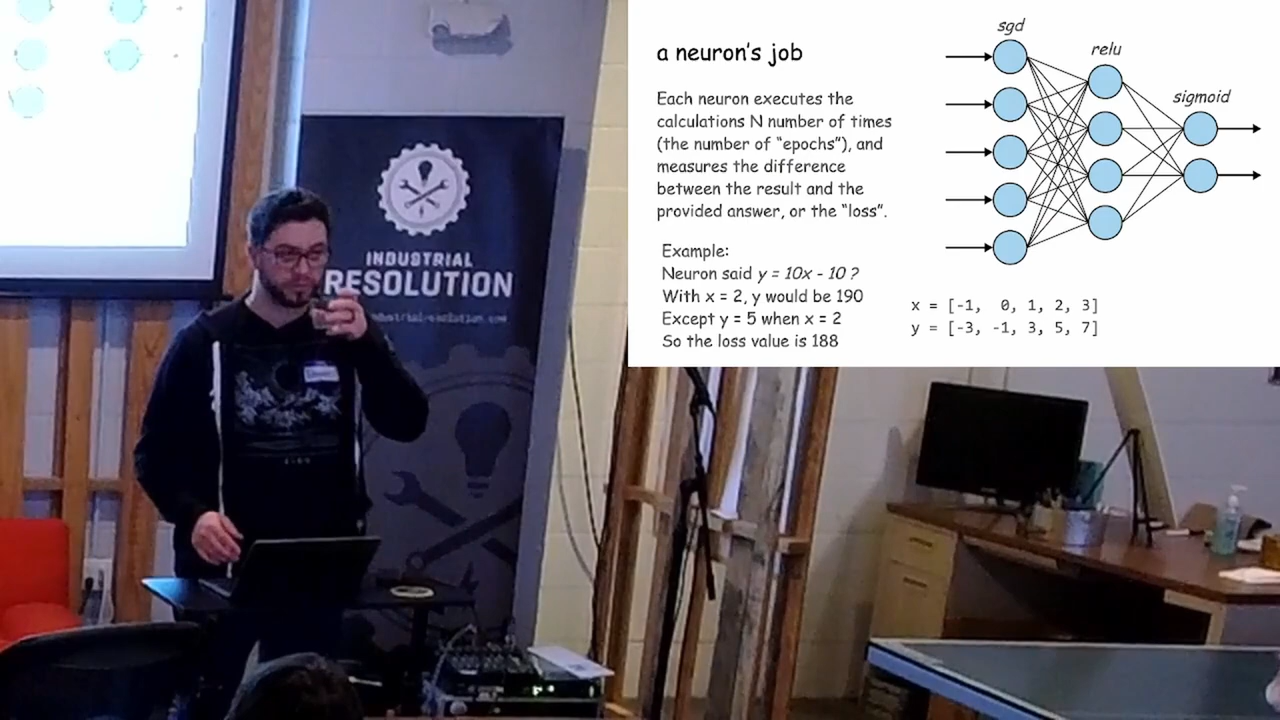 a neuron's job
Each neuron executes the
calculations N number of times
(the number of "epochs"), and
measures the difference
between the result and the
provided answer, or the "loss".
Example:
Neuron said y = 10x - 10 ?
With x = 2, y would be 190
Except y = 5 when x = 2
So the loss value is 188
sgd
relu
sigmoid
x = [-1, 0, 1, 2, 3]
y = [-3, -1, 3, 5, 7]
INDUSTRIAL
RESOLUTION